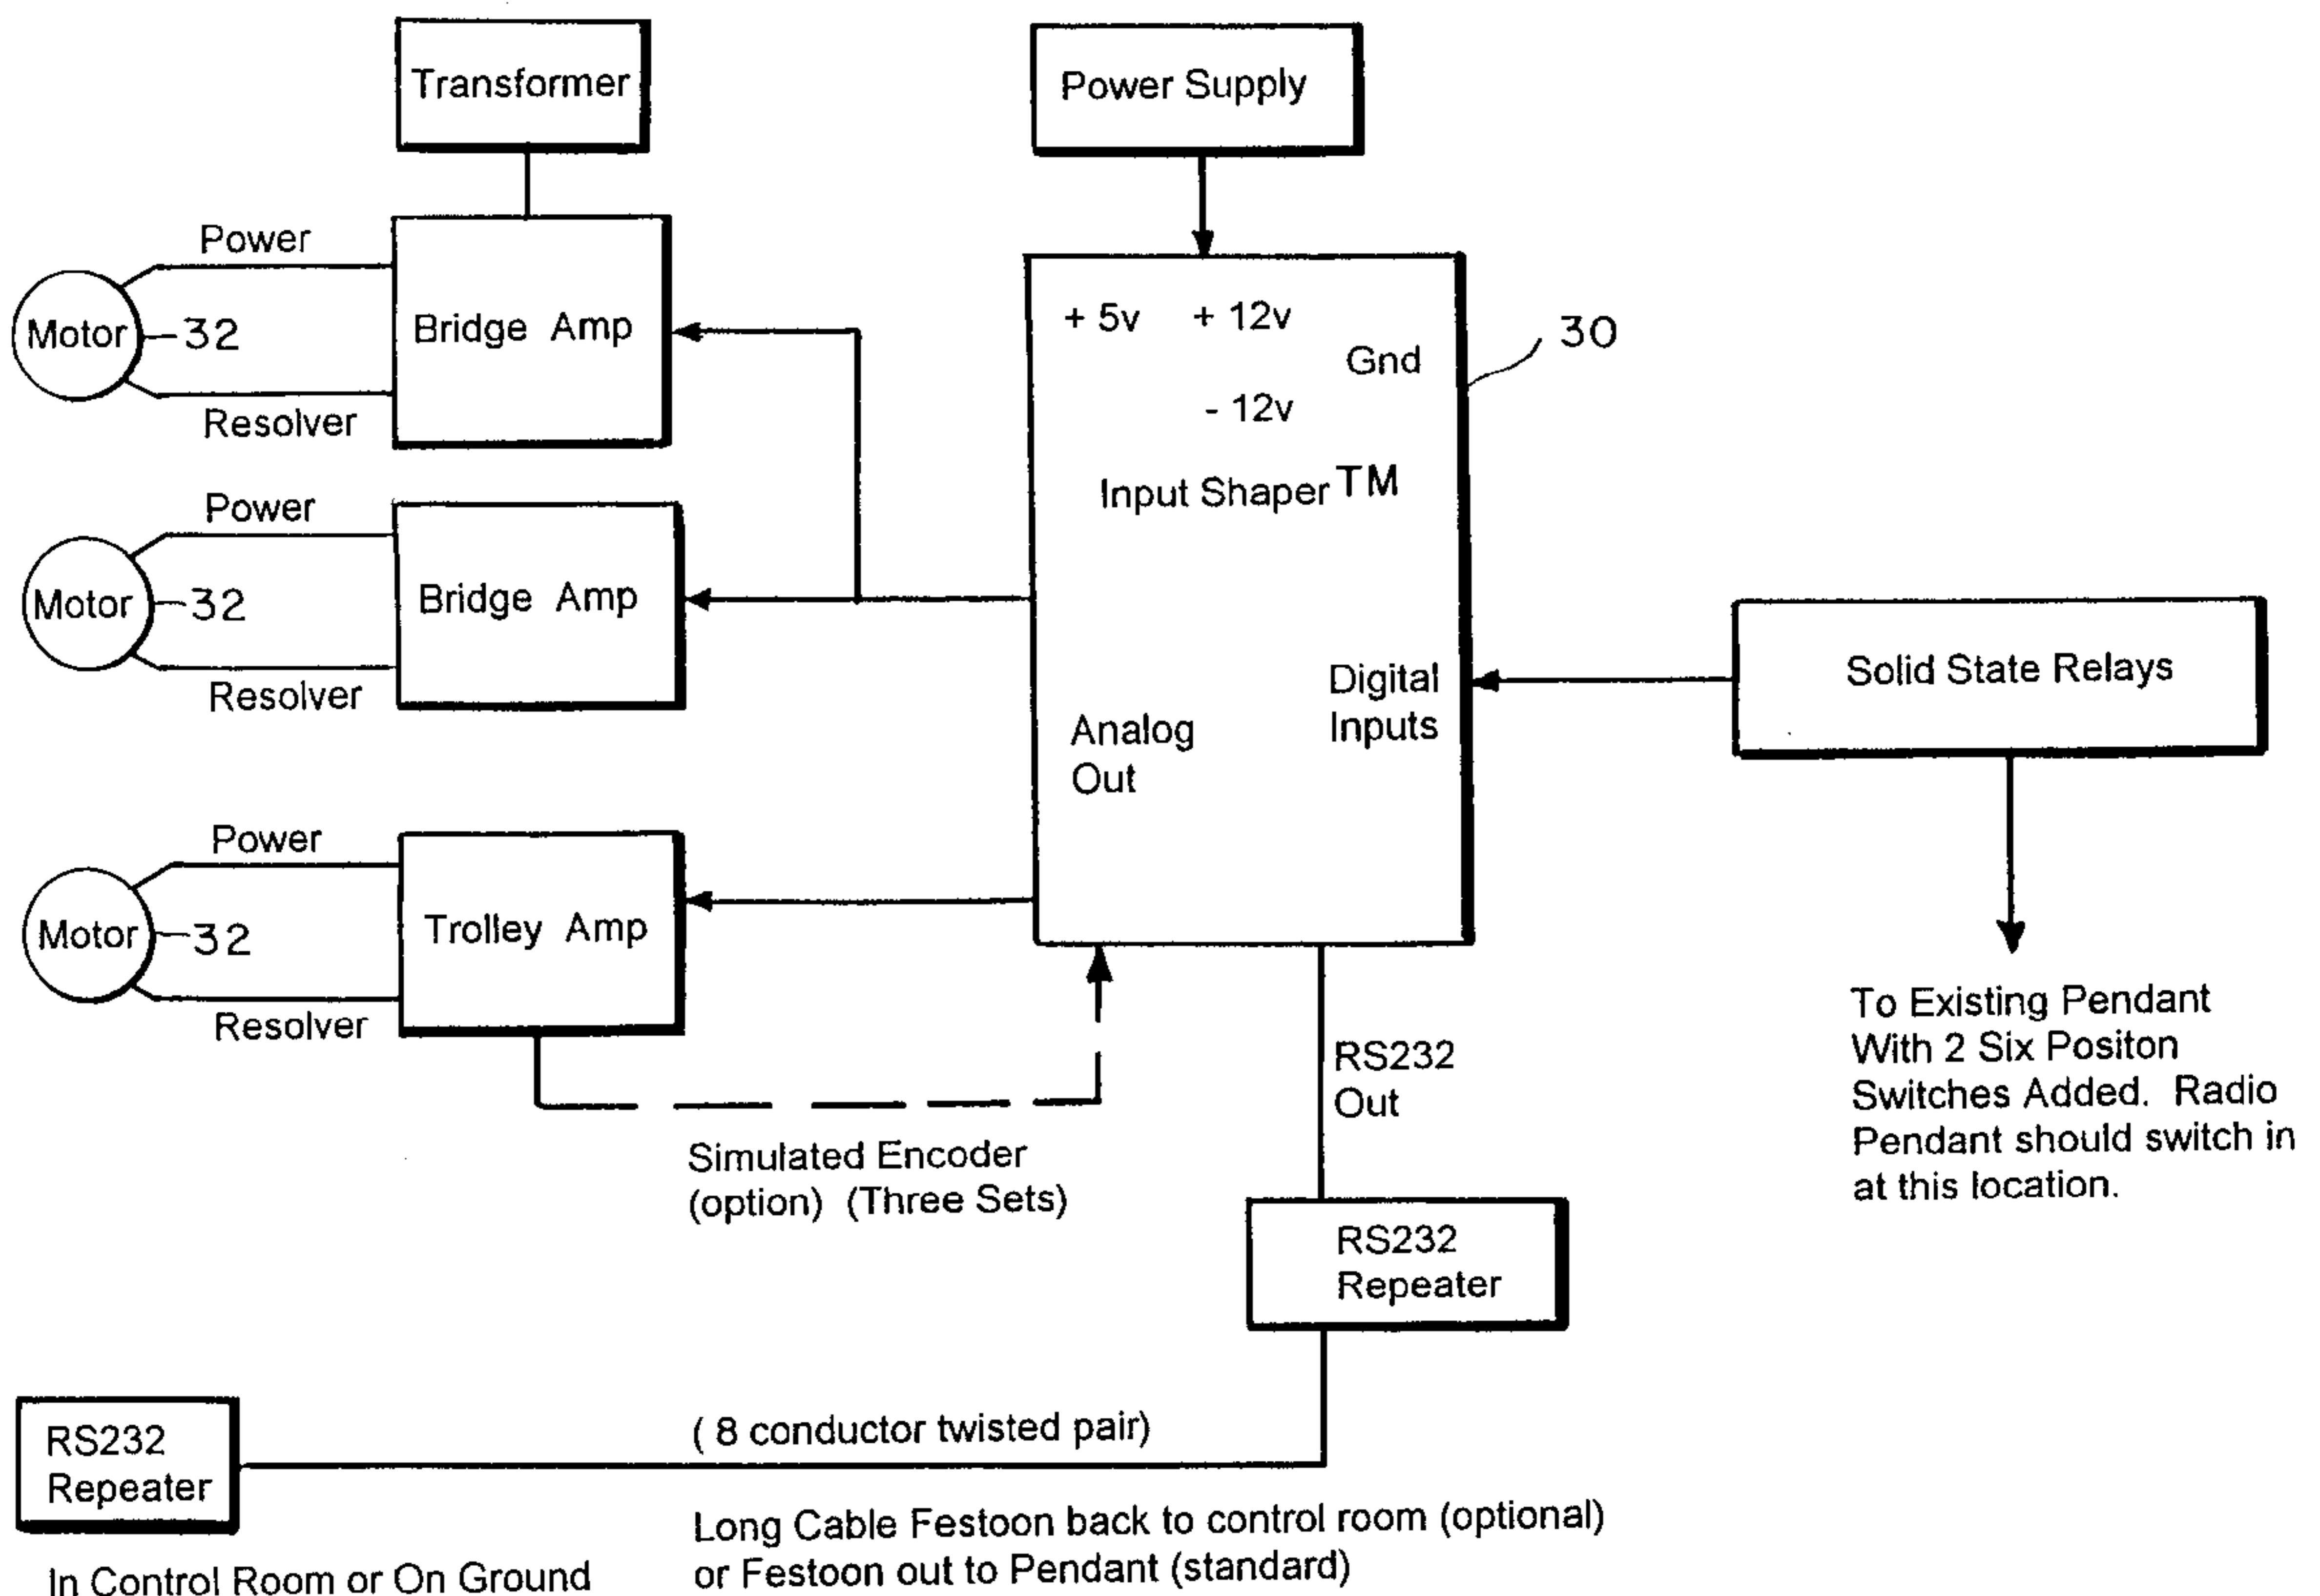 Transformer
Power Supply
Power
Motor
32
Bridge Amp
Resolver
+ 5v + 12v
Gnd
- 12v
30
Input Shaper TM
Power
Motor
32
Bridge Amp
Resolver
Analog
Out
Digital
Inputs
Solid State Relays
Power
Motor
32
Trolley Amp
Resolver
To Existing Pendant
With 2 Six Positon
Switches Added. Radio
Pendant should switch in
at this location.
Simulated Encoder
(option) (Three Sets)
RS232
Out
RS232
Repeater
RS232
Repeater
( 8 conductor twisted pair)
Long Cable Festoon back to control room (optional)
or Festoon out to Pendant (standard)
In Control Room or On Ground